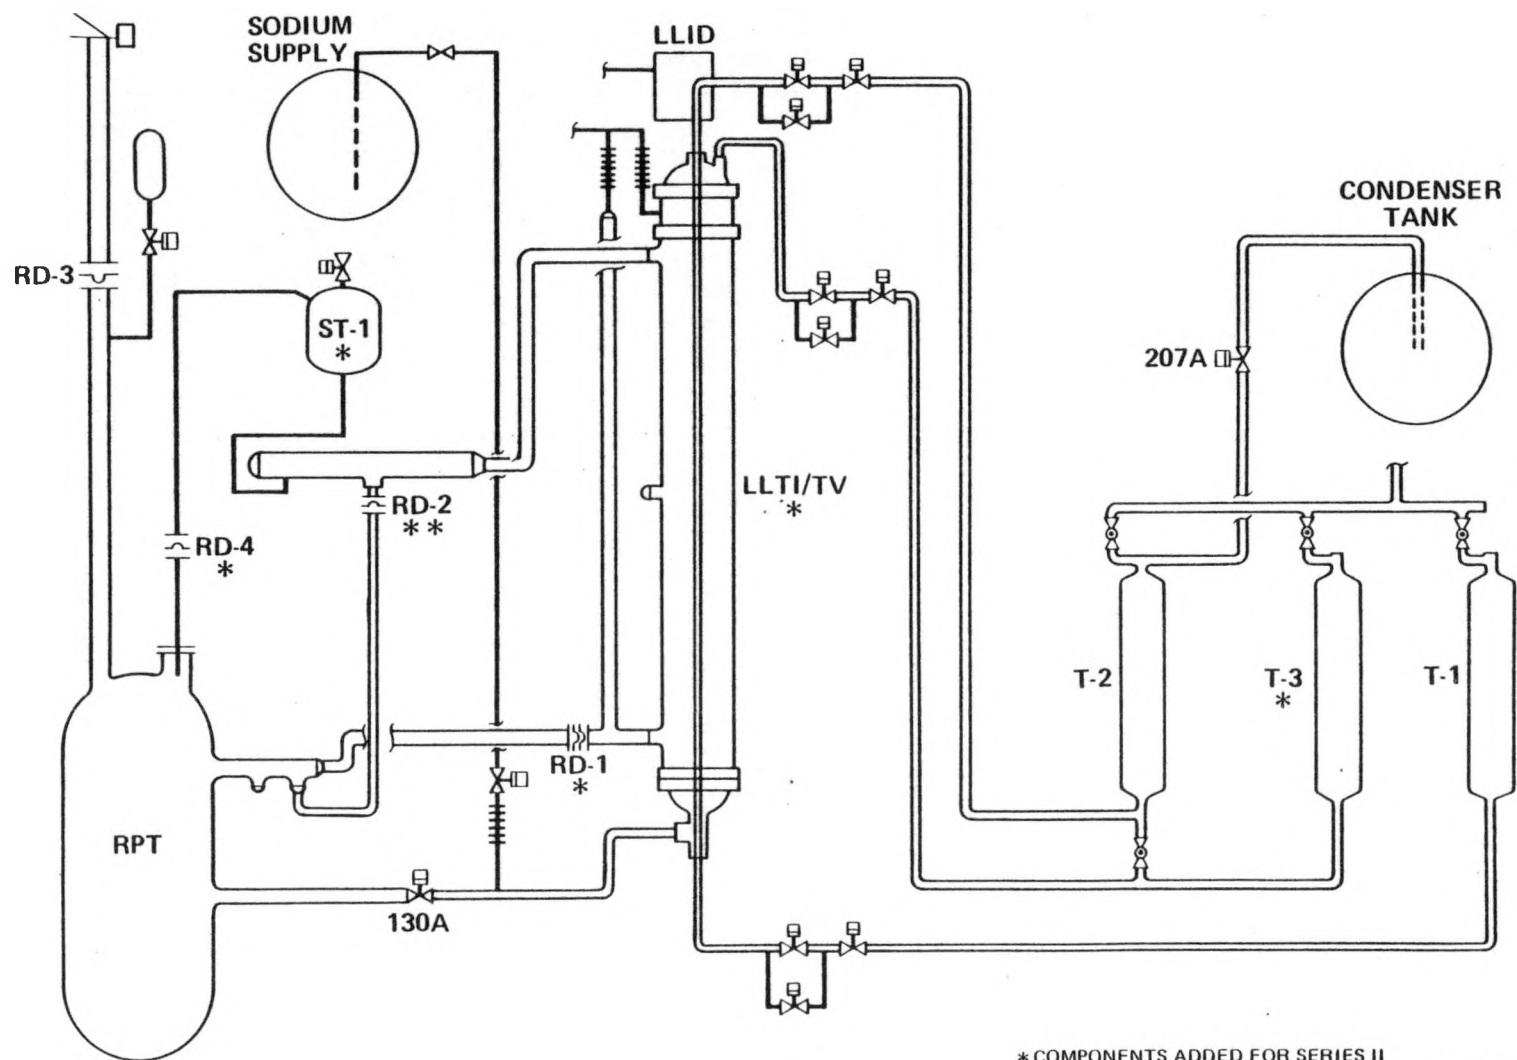 SODIUM
SUPPLY
LLID
CONDENSER
TANK
RD-3
ST-1
*
207A
LLTI/TV
*
RD-2
**
RD-4
*
T-2
T-3
*
T-1
RD-1
*
RPT
130A
* COMPONENTS ADDED FOR SERIES II